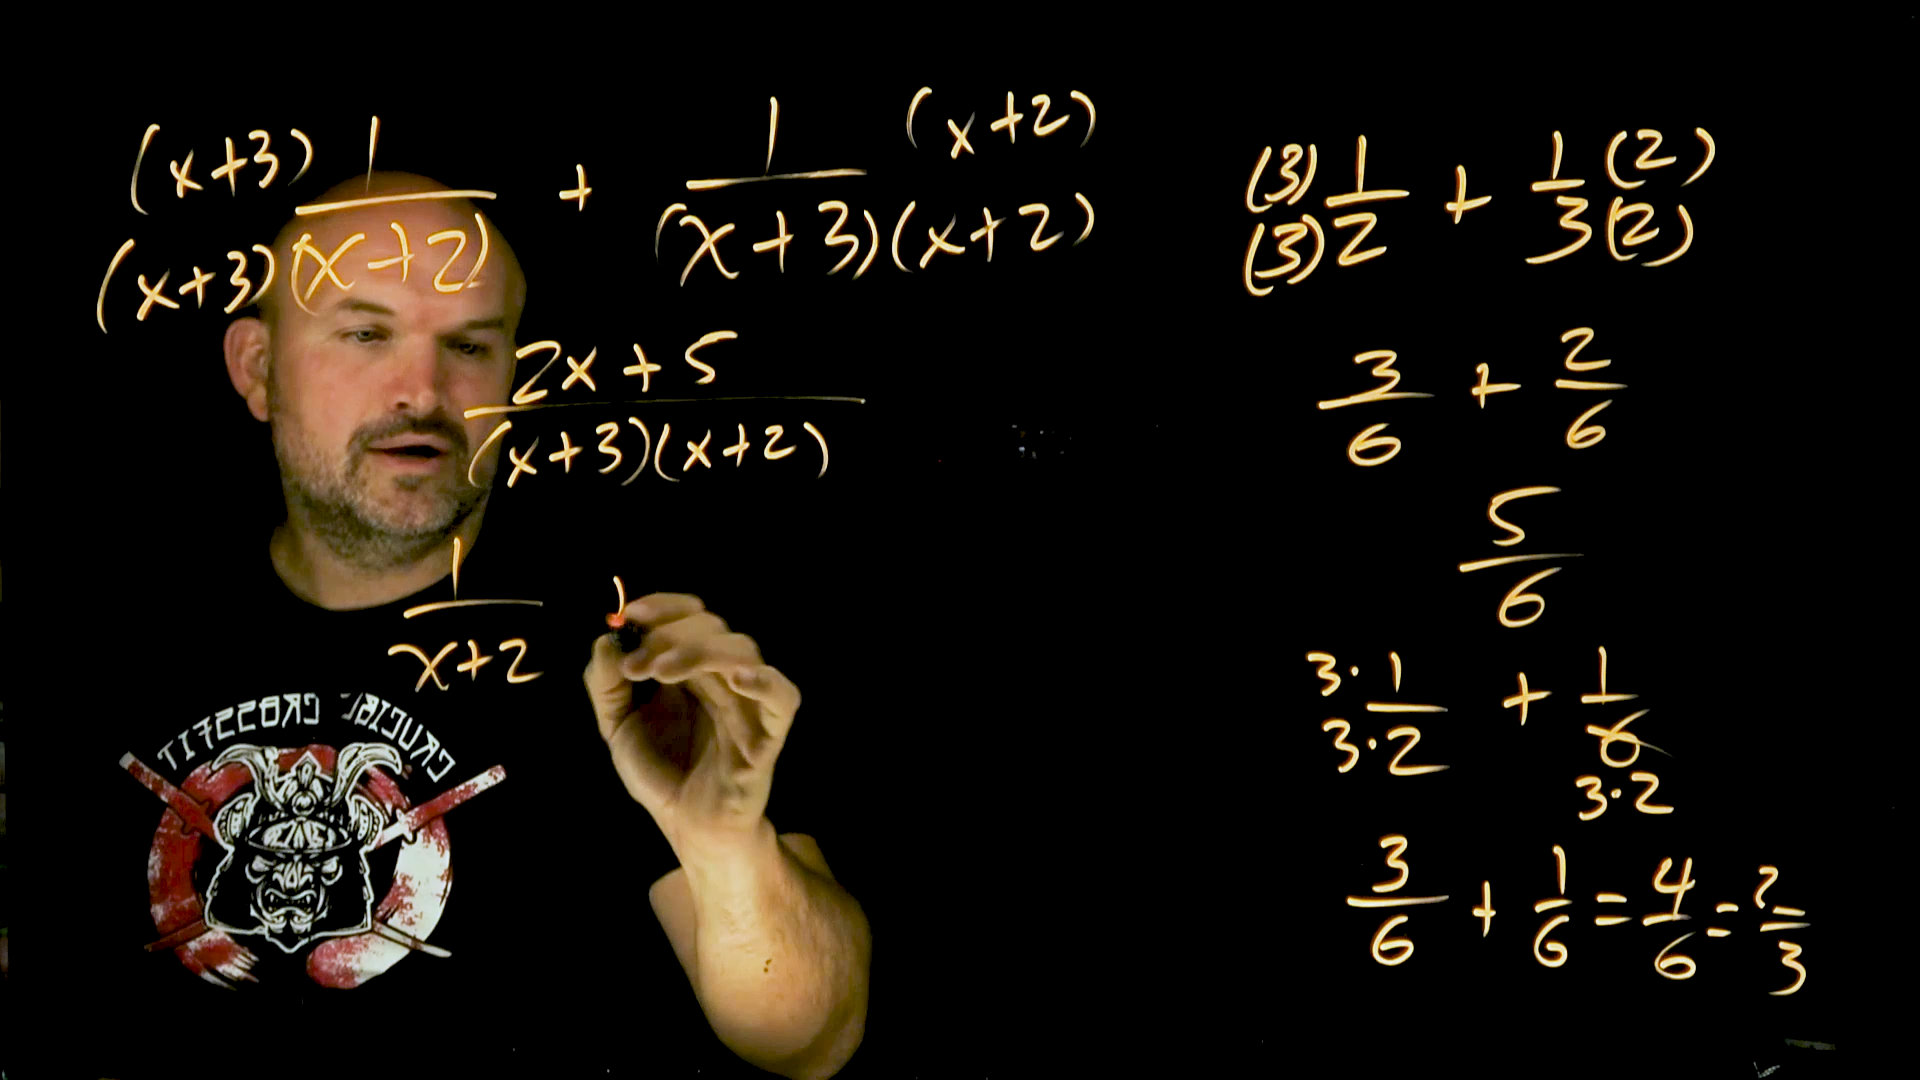 (x+3) 1 + 1 (x+2)
(x+3)(x+2) (x+3)(x+2)
2x+5
(x+3)(x+2)
1
x+2
(3) 1 + 1 (2)
(3) 2 3 (2)
3 + 2
6 6
5
6
3·1 + 1
3·2 6
3·2
3 + 1 = 4 = 2
6 6 6 3
CRUCIBLE CROSSFIT